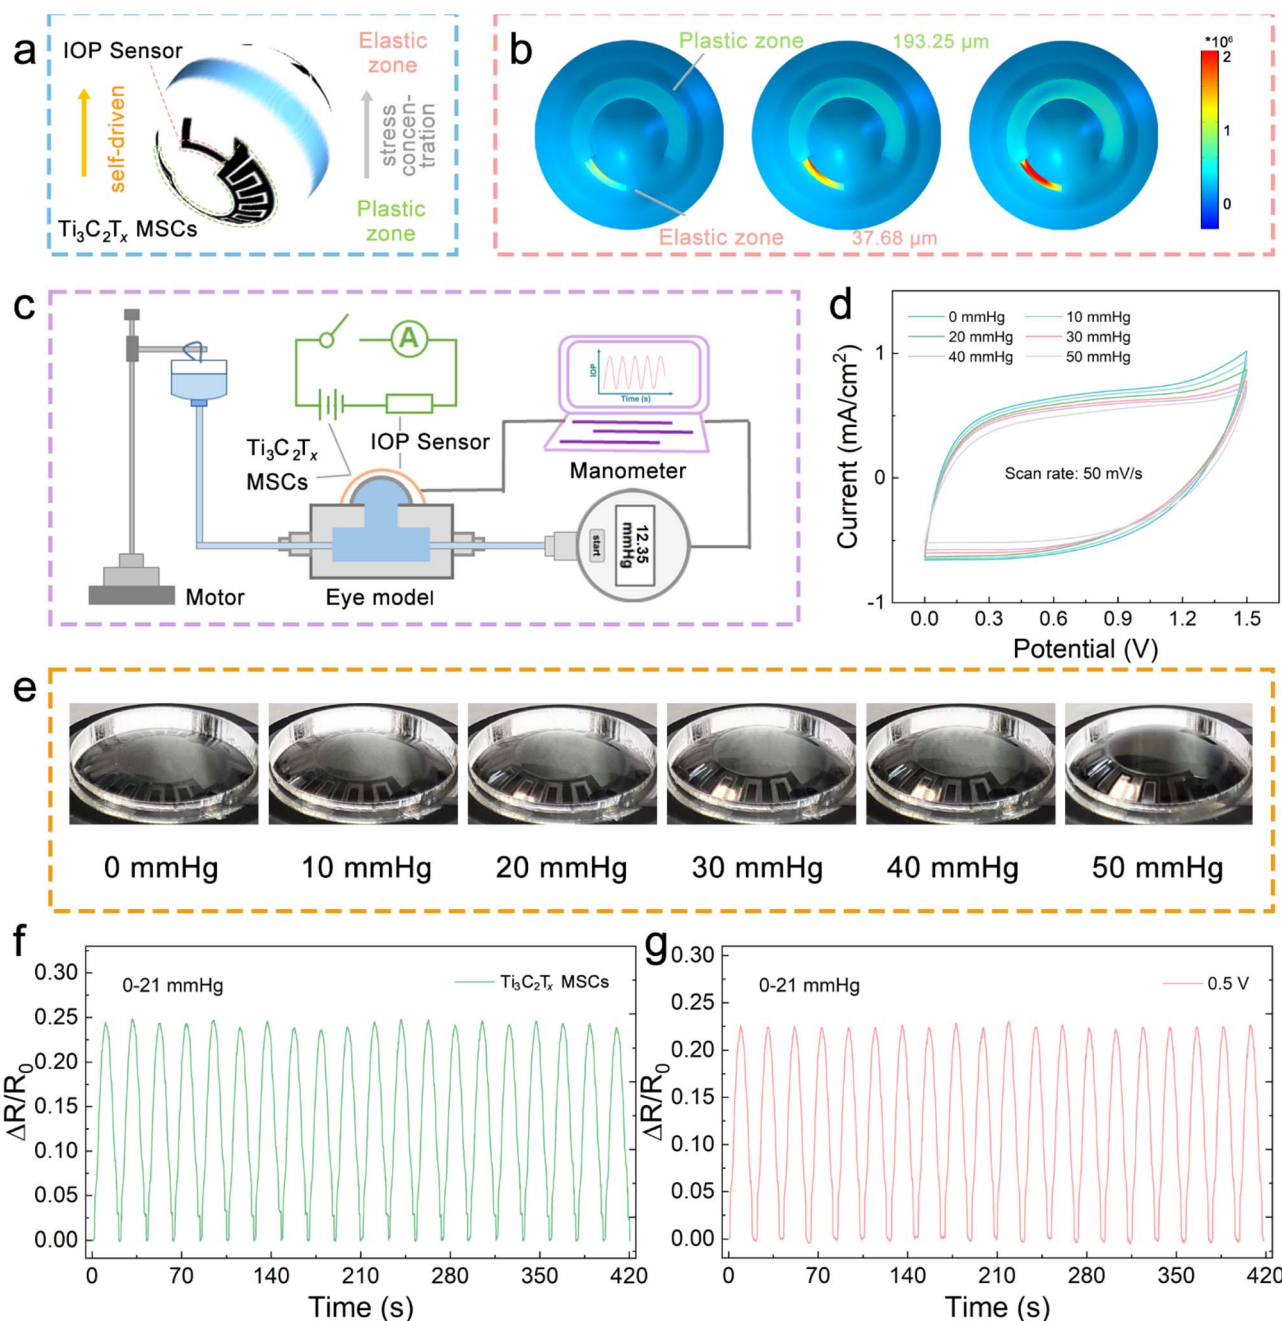 a
IOP Sensor
self-driven
Ti₃C₂Tₓ MSCs
Elastic
zone
stress
concen-
tration
Plastic
zone
b
Plastic zone
193.25 μm
Elastic zone
37.68 μm
*10⁶
2
1
0
c
A
Ti₃C₂Tₓ
MSCs
IOP Sensor
IOP
Time (s)
Manometer
start
12.35
mmHg
Motor
Eye model
d
0 mmHg
10 mmHg
20 mmHg
30 mmHg
40 mmHg
50 mmHg
Scan rate: 50 mV/s
Current (mA/cm²)
1
0
-1
0.0 0.3 0.6 0.9 1.2 1.5
Potential (V)
e
0 mmHg
10 mmHg
20 mmHg
30 mmHg
40 mmHg
50 mmHg
f
0-21 mmHg
Ti₃C₂Tₓ MSCs
ΔR/R₀
0.30
0.25
0.20
0.15
0.10
0.05
0.00
0 70 140 210 280 350 420
Time (s)
g
0-21 mmHg
0.5 V
ΔR/R₀
0.30
0.25
0.20
0.15
0.10
0.05
0.00
0 70 140 210 280 350 420
Time (s)